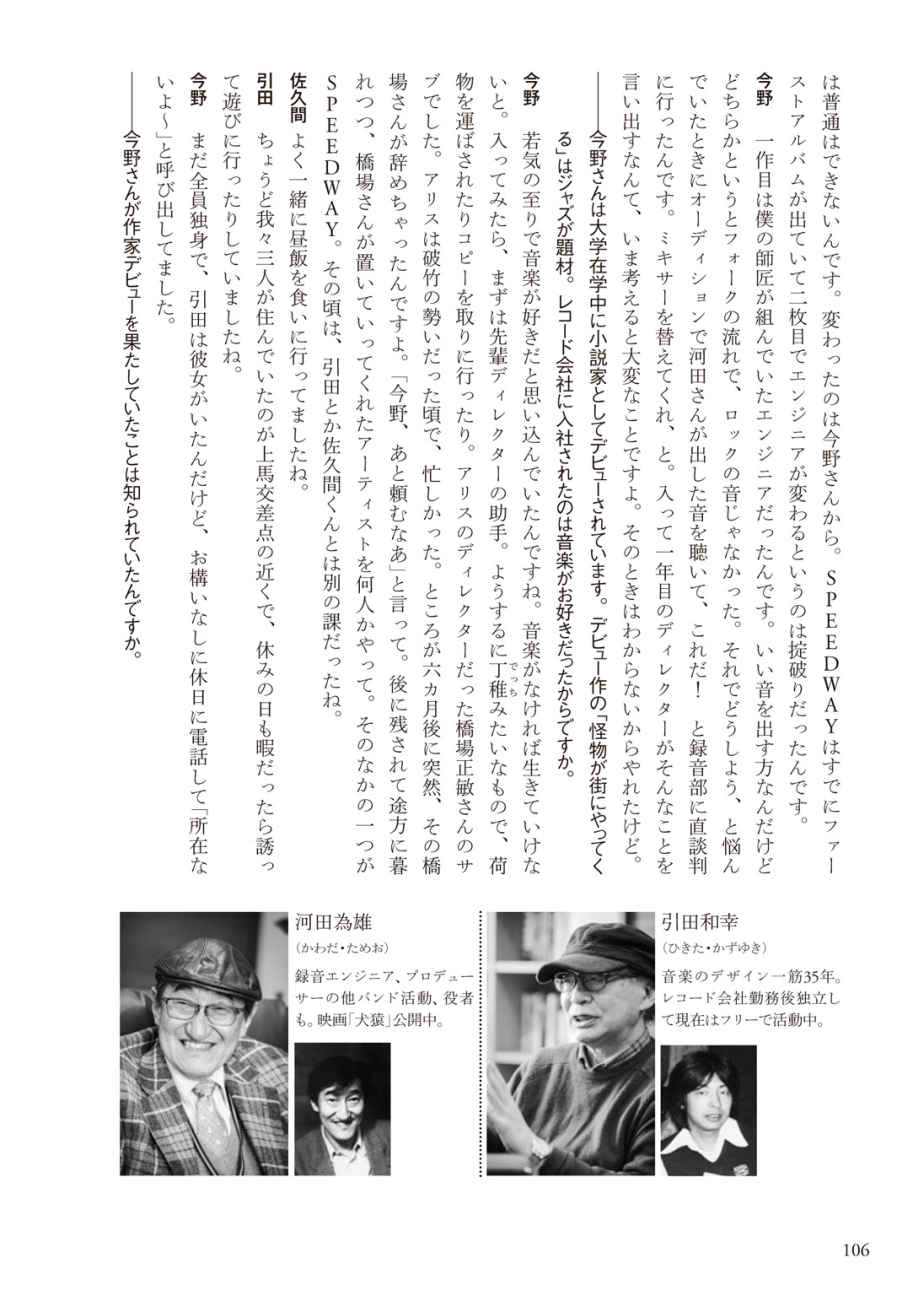 は普通はできないんです。変わったのは今野さんから。SPEEDWAYはすでにファー
ストアルバムが出ていて二枚目でエンジニアが変わるというのは掟破りだったんです。
今野　一作目は僕の師匠が組んでいたエンジニアだったんです。いい音を出す方なんだけど
どちらかというとフォークの流れで、ロックの音じゃなかった。それでどうしよう、と悩ん
でいたときにオーディションで河田さんが出した音を聴いて、これだ！　と録音部に直談判
に行ったんです。ミキサーを替えてくれ、と。入って一年目のディレクターがそんなことを
言い出すなんて、いま考えると大変なことですよ。そのときはわからないからやれたけど。
――今野さんは大学在学中に小説家としてデビューされています。デビュー作の「怪物が街にやってく
る」はジャズが題材。レコード会社に入社されたのは音楽がお好きだったからですか。
今野　若気の至りで音楽が好きだと思い込んでいたんですね。音楽がなければ生きていけな
いと。入ってみたら、まずは先輩ディレクターの助手。ようするに丁稚みたいなもので、荷
物を運ばされたりコピーを取りに行ったり。アリスのディレクターだった橋場正敏さんのサ
ブでした。アリスは破竹の勢いだった頃で、忙しかった。ところが六カ月後に突然、その橋
場さんが辞めちゃったんですよ。「今野、あと頼むなあ」と言って。後に残されて途方に暮
れつつ、橋場さんが置いていってくれたアーティストを何人かやって。そのなかの一つが
SPEEDWAY。その頃は、引田とか佐久間くんとは別の課だったね。
佐久間　よく一緒に昼飯を食いに行ってましたね。
引田　ちょうど我々三人が住んでいたのが上馬交差点の近くで、休みの日も暇だったら誘っ
て遊びに行ったりしていましたね。
今野　まだ全員独身で、引田は彼女がいたんだけど、お構いなしに休日に電話して「所在な
いよ～」と呼び出してました。
――今野さんが作家デビューを果たしていたことは知られていたんですか。
引田和幸
（ひきた・かずゆき）
音楽のデザイン一筋35年。
レコード会社勤務後独立し
て現在はフリーで活動中。
河田為雄
（かわだ・ためお）
録音エンジニア、プロデュー
サーの他バンド活動、役者
も。映画「犬猿」公開中。
106